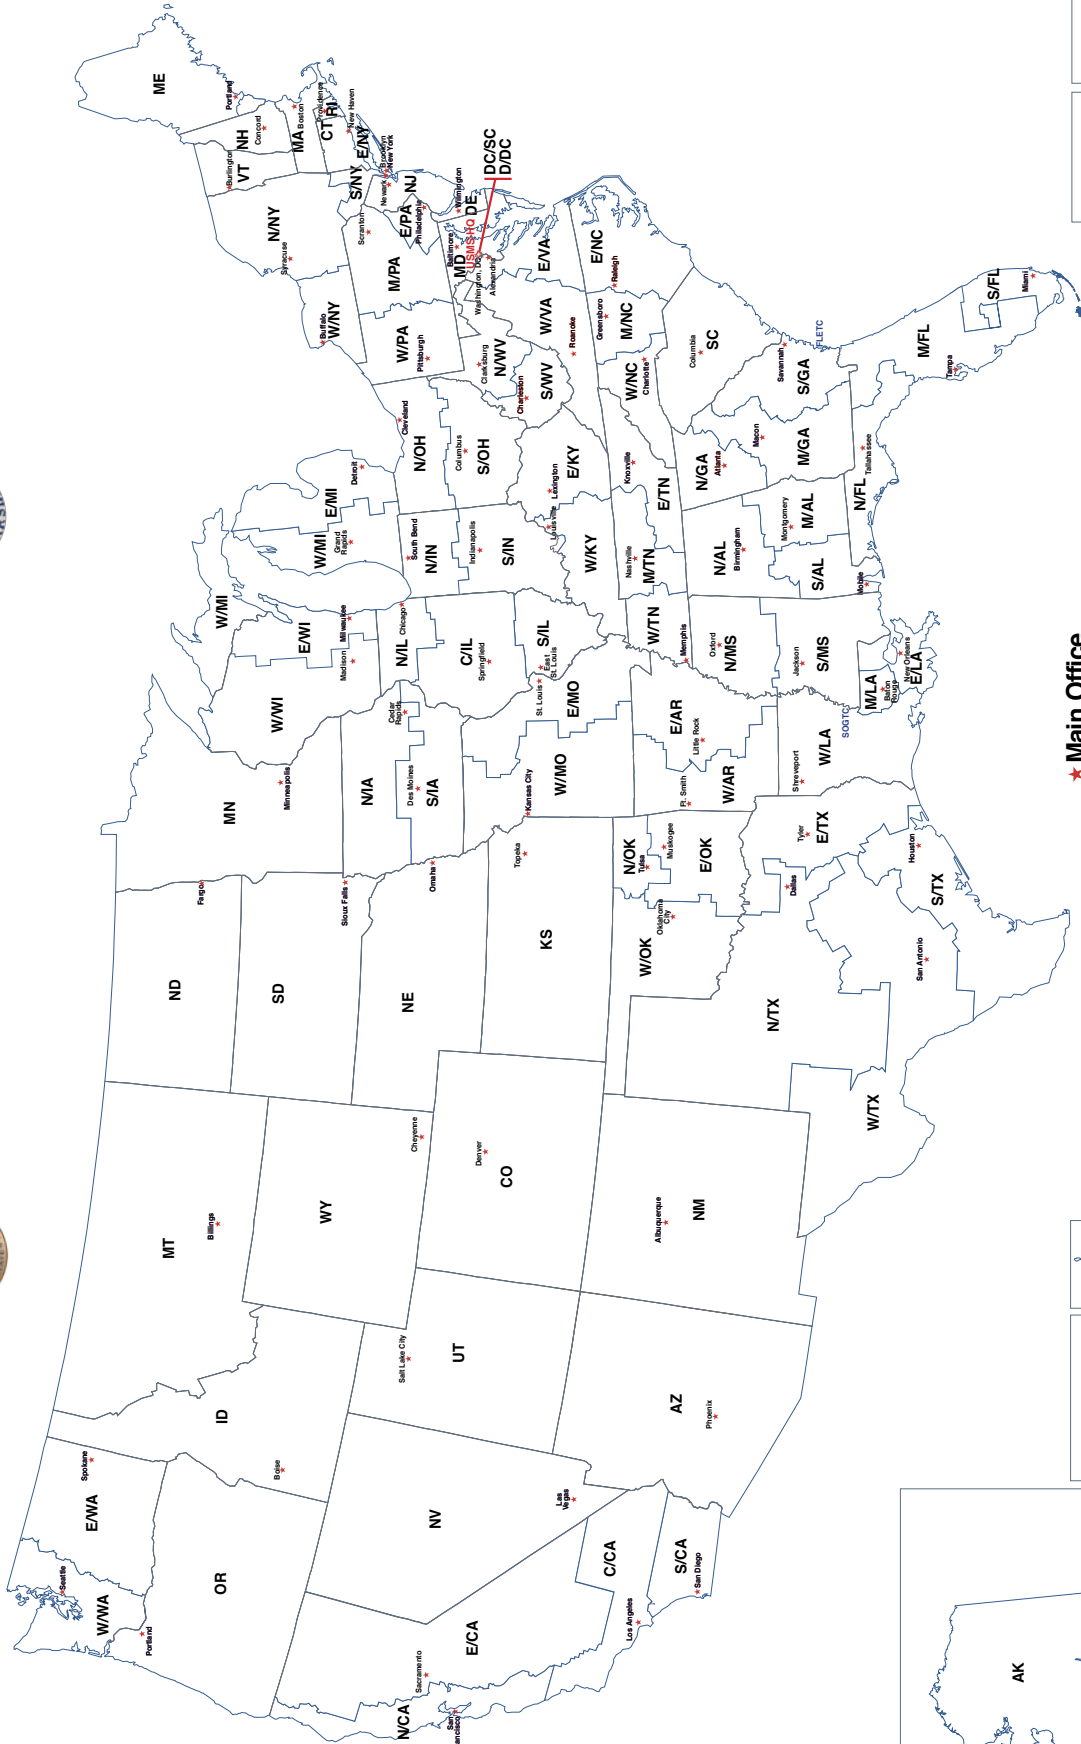 W/WA
Seattle
E/WA
Spokane
Portland
OR
ID
Boise
MT
Billings
WY
Cheyenne
N/CA
San
E/CA
Sacramento
C/CA
Los Angeles
S/CA
San Diego
NV
Las
Vegas
UT
Salt Lake City
AZ
Phoenix
CO
Denver
NM
Albuquerque
ND
Fargo
SD
Sioux Falls
NE
Omaha
KS
Topeka
W/OK
Oklahoma
City
N/OK
Tulsa
E/OK
Muskogee
N/TX
Dallas
W/TX
San Antonio
E/TX
Tyler
S/TX
Houston
MN
Minneapolis
N/IA
Cedar
Rapids
S/IA
Des Moines
W/MO
Kansas City
E/MO
St. Louis
W/AR
Ft. Smith
E/AR
Little Rock
W/LA
Shreveport
SOGTC
M/LA
Baton
Rouge
E/LA
New Orleans
W/WI
Madison
E/WI
Milwaukee
N/IL
Chicago
C/IL
Springfield
S/IL
East
St. Louis
W/MI
W/MI
Grand
Rapids
E/MI
Detroit
N/IN
South Bend
S/IN
Indianapolis
N/OH
Cleveland
S/OH
Columbus
W/KY
Louisville
E/KY
Lexington
W/TN
Memphis
M/TN
Nashville
E/TN
Knoxville
N/MS
Oxford
S/MS
Jackson
N/AL
Birmingham
M/AL
Montgomery
S/AL
Mobile
N/GA
Atlanta
M/GA
Macon
S/GA
Savannah
FLETC
N/FL
Tallahassee
M/FL
Tampa
S/FL
Miami
SC
Columbia
W/NC
Charlotte
M/NC
Greensboro
E/NC
Raleigh
W/VA
Roanoke
E/VA
Alexandria
N/WV
Clarksburg
S/WV
Charleston
W/PA
Pittsburgh
M/PA
Scranton
E/PA
Philadelphia
MD
Baltimore
USMS HQ
Washington, DC
DC/SC
D/DC
DE
Wilmington
NJ
Newark
W/NY
Buffalo
N/NY
Syracuse
S/NY
New York
E/NY
Brooklyn
CT
New Haven
RI
Providence
MA
Boston
VT
Burlington
NH
Concord
ME
Portland
AK
Main Office